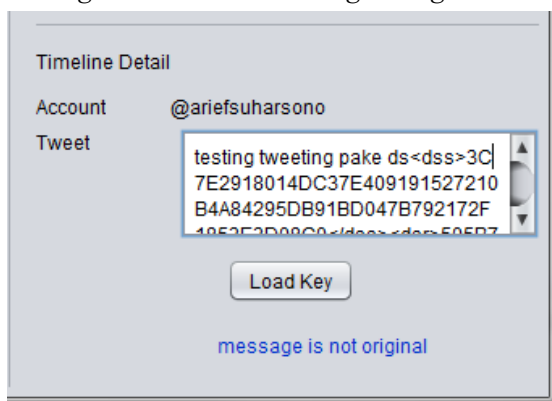 Timeline Detail
Account @ariefsuharsono
Tweet
testing tweeting pake ds<dss>3C
7E2918014DC37E409191527210
B4A84295DB91BD047B792172F
Load Key
message is not original